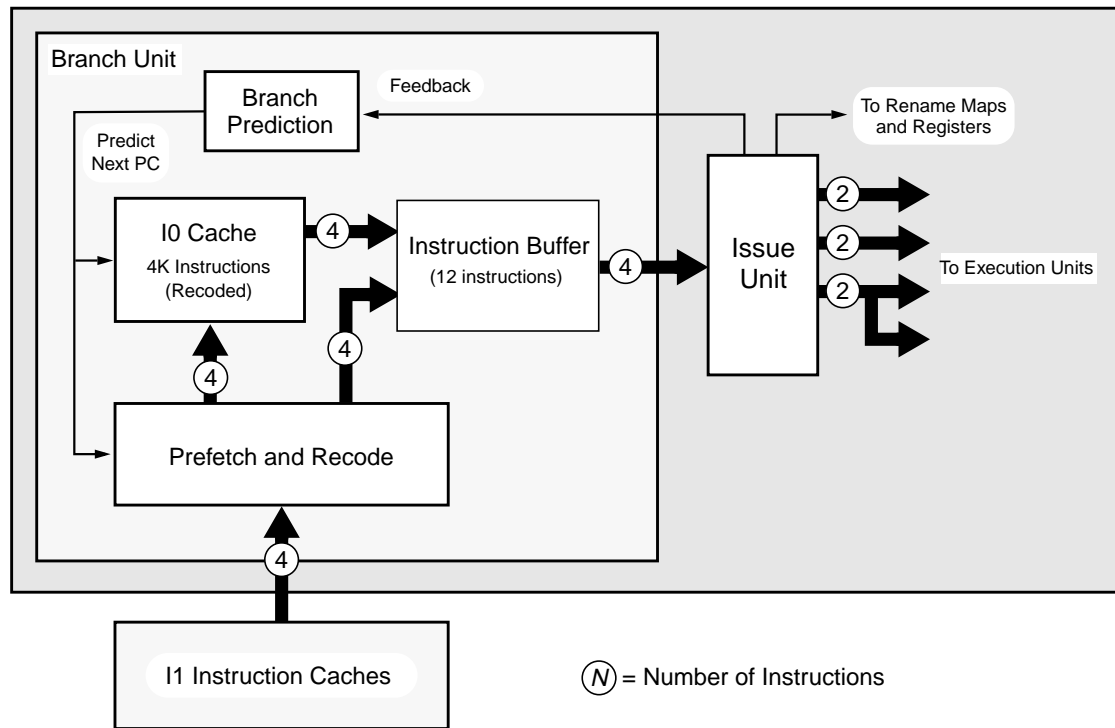 Branch Unit
Branch
Prediction
Feedback
To Rename Maps
and Registers
Predict
Next PC
I0 Cache
4K Instructions
(Recoded)
4
Instruction Buffer
(12 instructions)
4
Issue
Unit
2
2
2
To Execution Units
4
4
Prefetch and Recode
4
I1 Instruction Caches
N = Number of Instructions